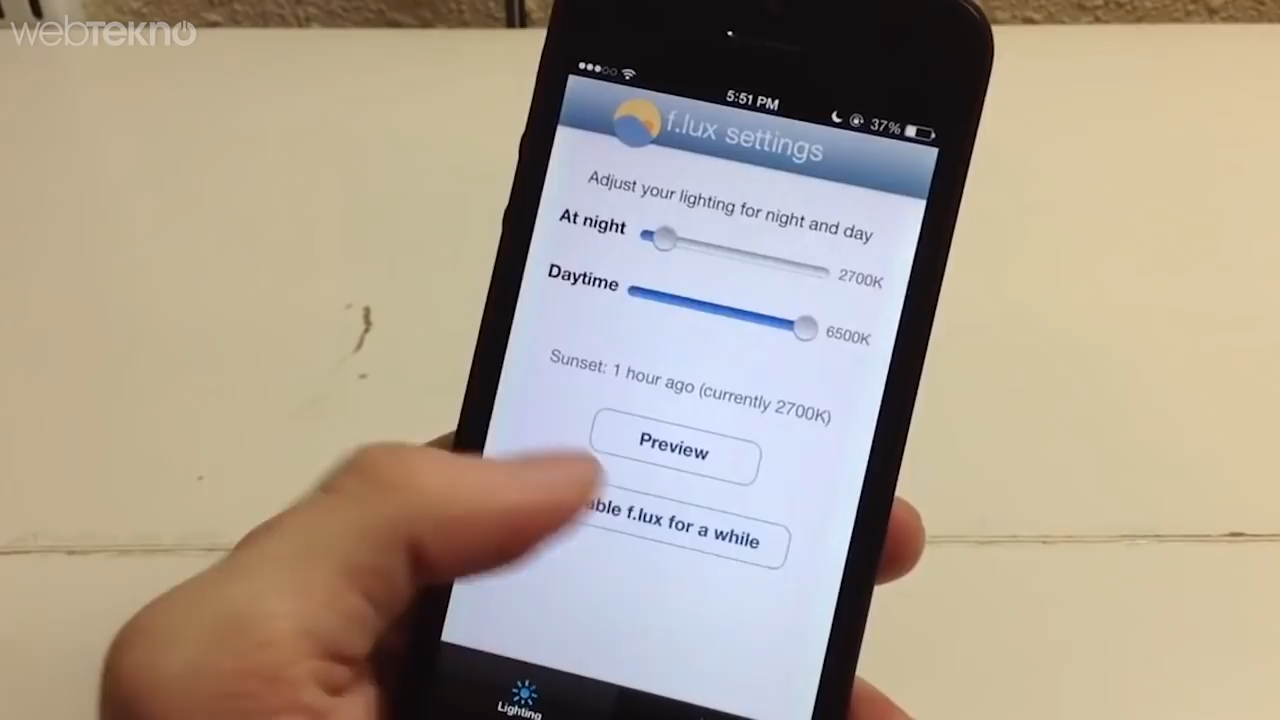 webTEKNO
5:51 PM
37%
f.lux settings
Adjust your lighting for night and day
At night
2700K
Daytime
6500K
Sunset: 1 hour ago (currently 2700K)
Preview
able f.lux for a while
Lighting